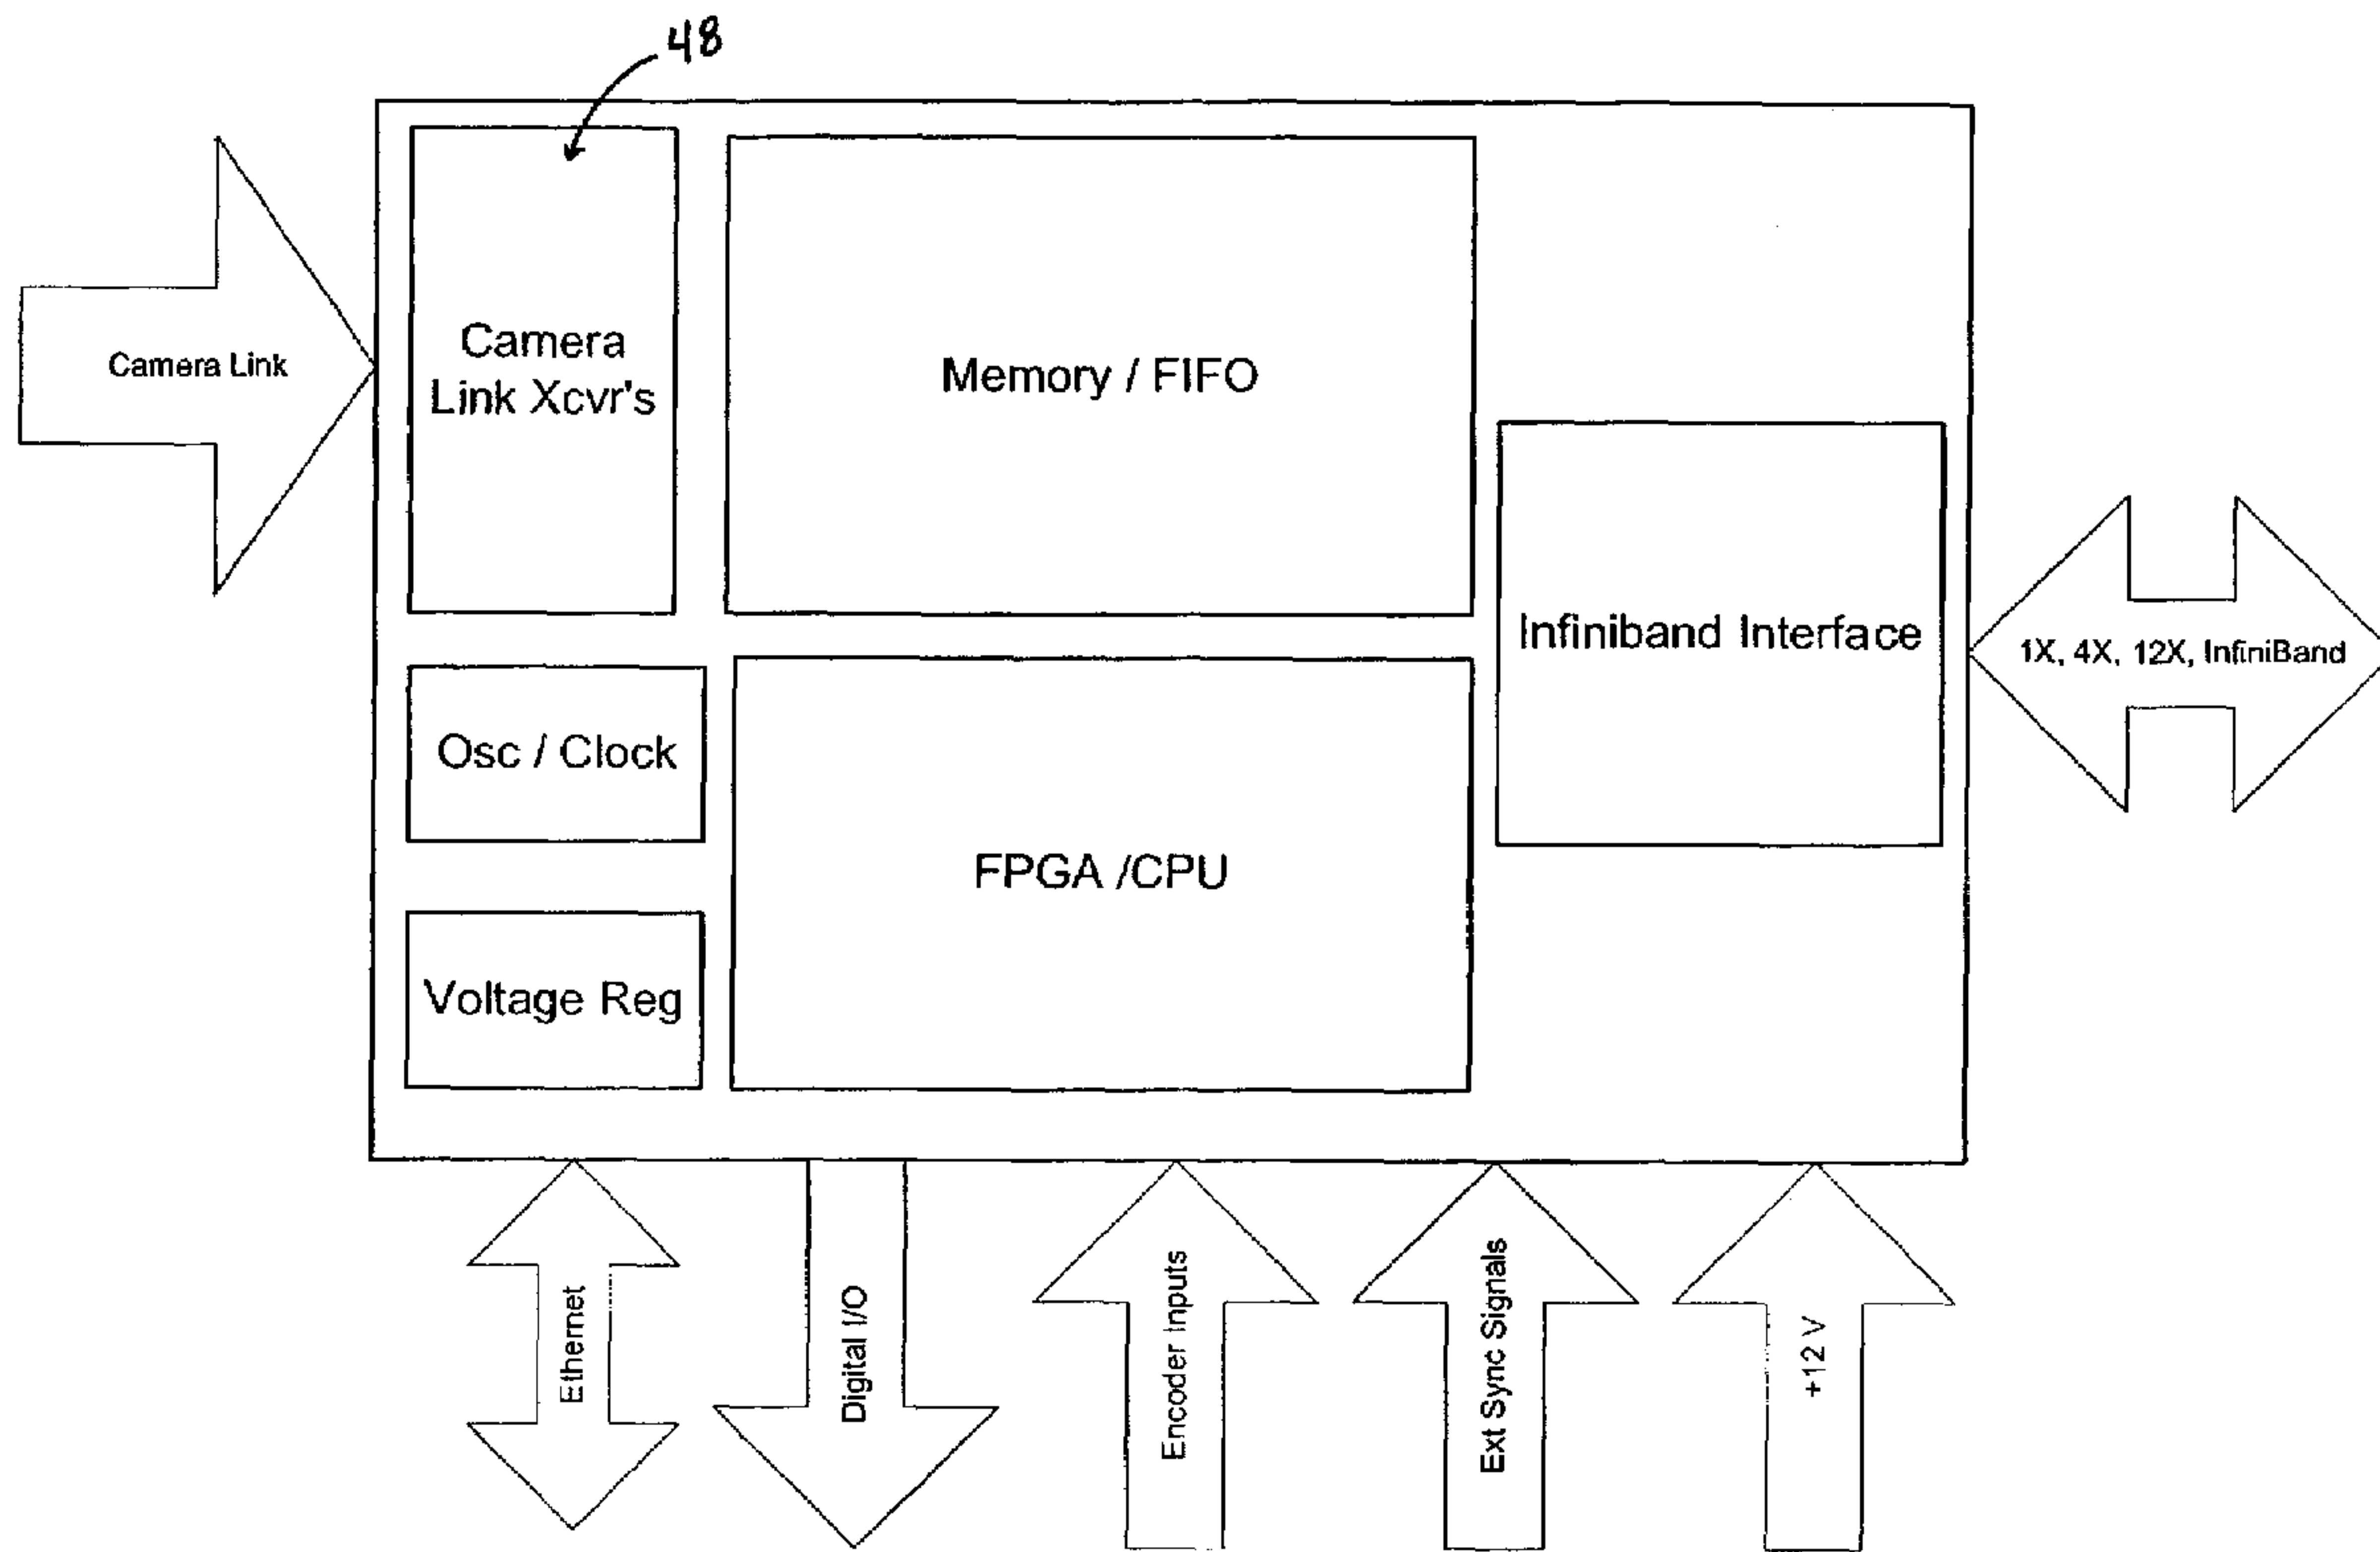 48
Camera Link
Camera
Link Xcvr's
Memory / FIFO
Infiniband Interface
1X, 4X, 12X, InfiniBand
Osc / Clock
FPGA /CPU
Voltage Reg
Ethernet
Digital I/O
Encoder Inputs
Ext Sync Signals
+12 V